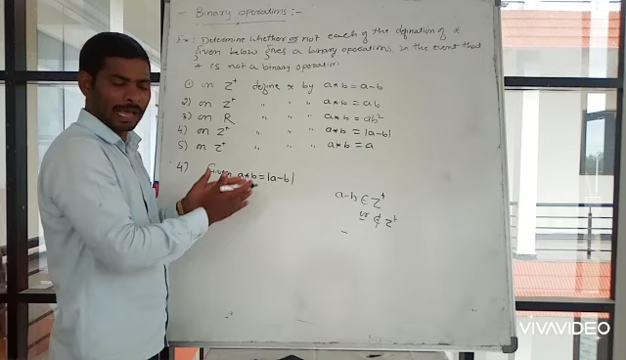 - Binary operations :-
Ex : Determine whether or not each of the defination of *
given below gives a binary operation. In the event that
* is not a binary operation
① on Z⁺ define * by a*b = a-b
2) on Z⁺ " " " a*b = ab
3) on R " " " a*b = ab²
4) on Z⁺ " " " a*b = |a-b|
5) on Z⁺ " " " a*b = a
4) Given a*b = |a-b|
a-b ∈ Z⁺
or ∉ Z⁺
VIVAVIDEO